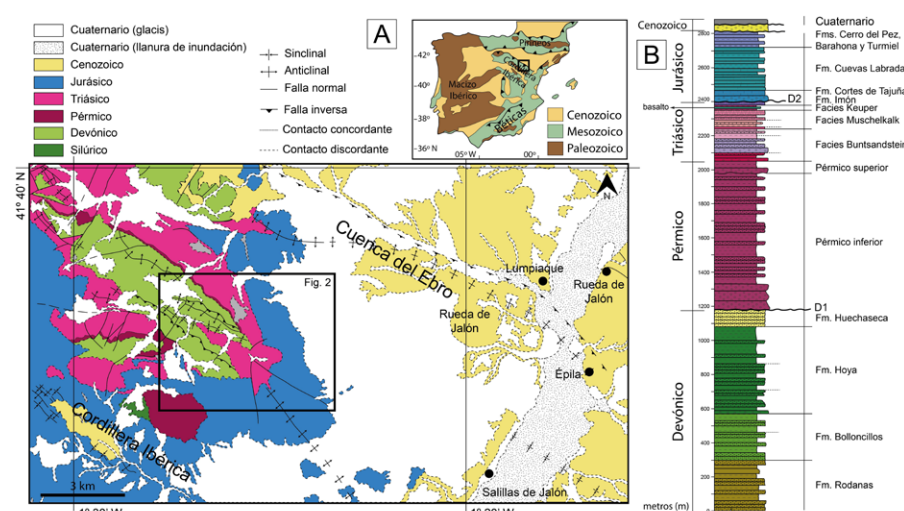 Cuaternario (glacis)
Cuaternario (llanura de inundación)
Cenozoico
Jurásico
Triásico
Pérmico
Devónico
Silúrico
Sinclinal
Anticlinal
Falla normal
Falla inversa
Contacto concordante
Contacto discordante
A
42º
40º
38º
36º N
05º W
00º
Pirineos
Cordillera
Ibérica
Macizo
Ibérico
Béticas
Cenozoico
Mesozoico
Paleozoico
41º 40' N
N
Fig. 2
Cuenca del Ebro
Lumpiaque
Rueda de
Jalón
Rueda de
Jalón
Épila
Cordillera Ibérica
Salillas de Jalón
3 km
B
Cenozoico
Jurásico
Triásico
Pérmico
Devónico
basalto
2800
2600
2400
2200
2000
1800
1600
1400
1200
1000
800
600
400
200
0
metros (m)
D2
D1
Cuaternario
Fms. Cerro del Pez,
Barahona y Turmiel
Fm. Cuevas Labradas
Fm. Cortes de Tajuña
Fm. Imón
Facies Keuper
Facies Muschelkalk
Facies Buntsandstein
Pérmico superior
Pérmico inferior
Fm. Huechaseca
Fm. Hoya
Fm. Bolloncillos
Fm. Rodanas